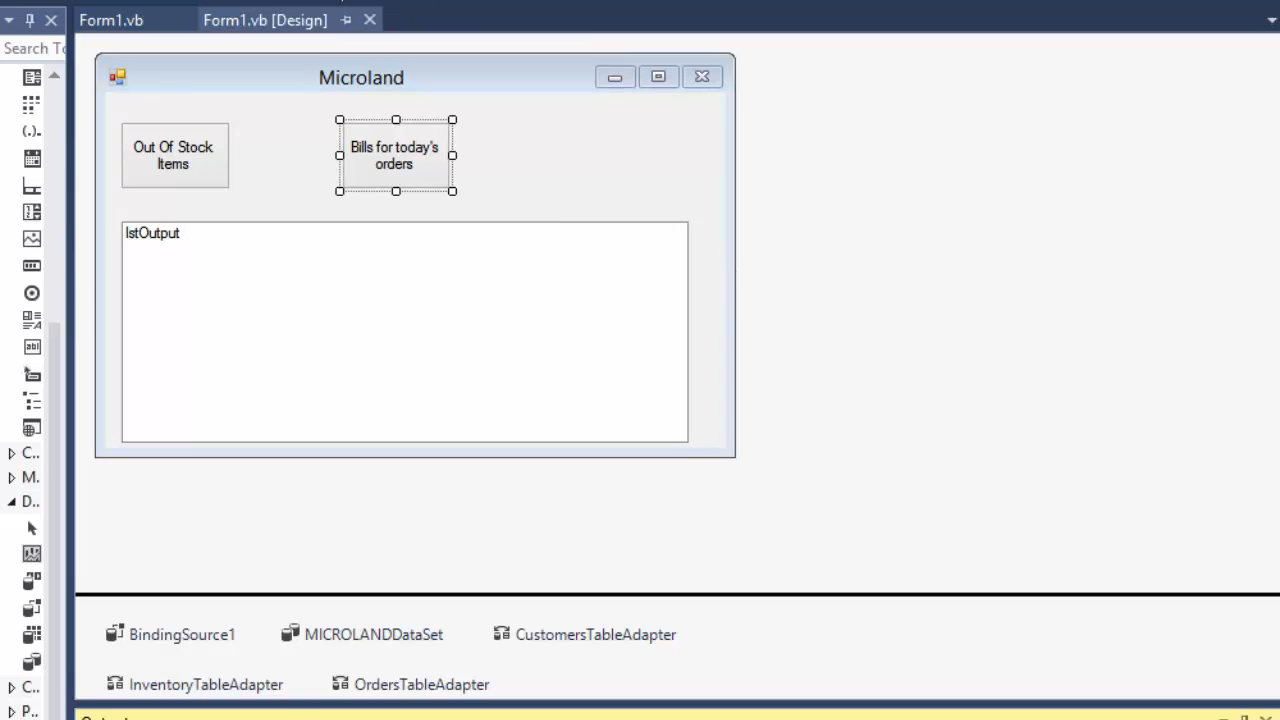 Form1.vb
Form1.vb [Design]
Search To
Microland
Out Of Stock
Items
Bills for today's
orders
lstOutput
C..
M.
D..
BindingSource1
MICROLANDDataSet
CustomersTableAdapter
InventoryTableAdapter
OrdersTableAdapter
C..
P..